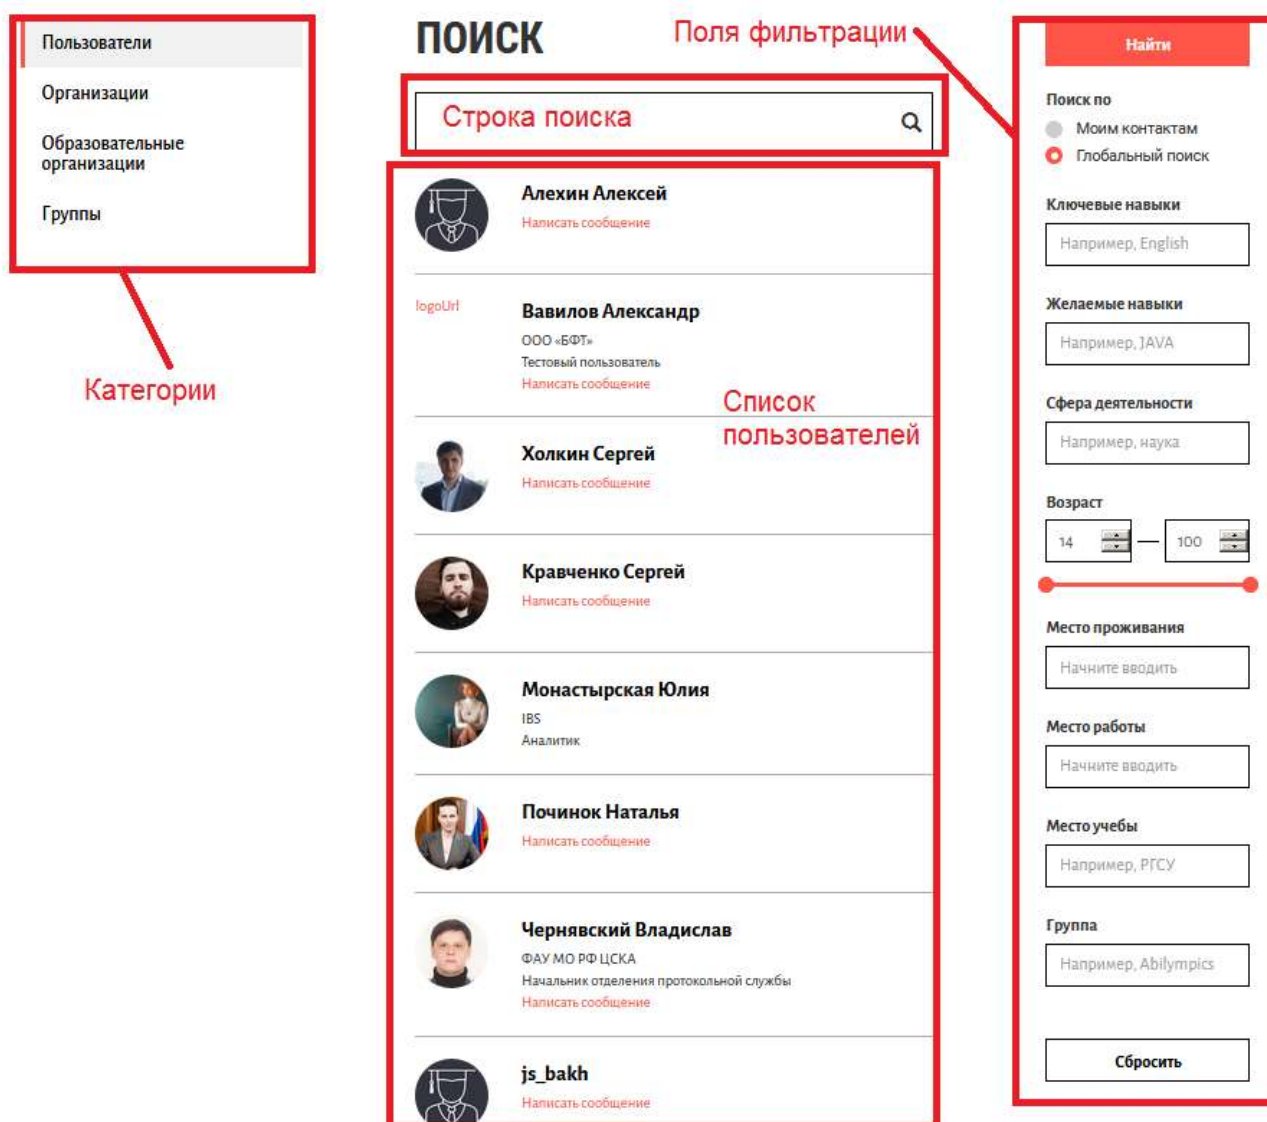 Пользователи
Организации
Образовательные
организации
Группы
Категории
ПОИСК
Поля фильтрации
Строка поиска
Алехин Алексей
Написать сообщение
logoUrl
Вавилов Александр
ООО «БФТ»
Тестовый пользователь
Написать сообщение
Список
пользователей
Холкин Сергей
Написать сообщение
Кравченко Сергей
Написать сообщение
Монастырская Юлия
IBS
Аналитик
Починок Наталья
Написать сообщение
Чернявский Владислав
ФАУ МО РФ ЦСКА
Начальник отделения протокольной службы
Написать сообщение
js_bakh
Написать сообщение
Найти
Поиск по
Моим контактам
Глобальный поиск
Ключевые навыки
Например, English
Желаемые навыки
Например, JAVA
Сфера деятельности
Например, наука
Возраст
14 — 100
Место проживания
Начните вводить
Место работы
Начните вводить
Место учебы
Например, РГСУ
Группа
Например, Abilympics
Сбросить